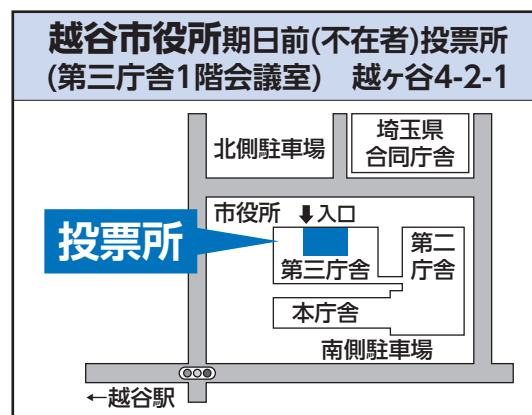 越谷市役所期日前(不在者)投票所
(第三庁舎1階会議室) 越ヶ谷4-2-1
北側駐車場
埼玉県
合同庁舎
市役所
⬇入口
投票所
第三庁舎
第二
庁舎
本庁舎
南側駐車場
←越谷駅